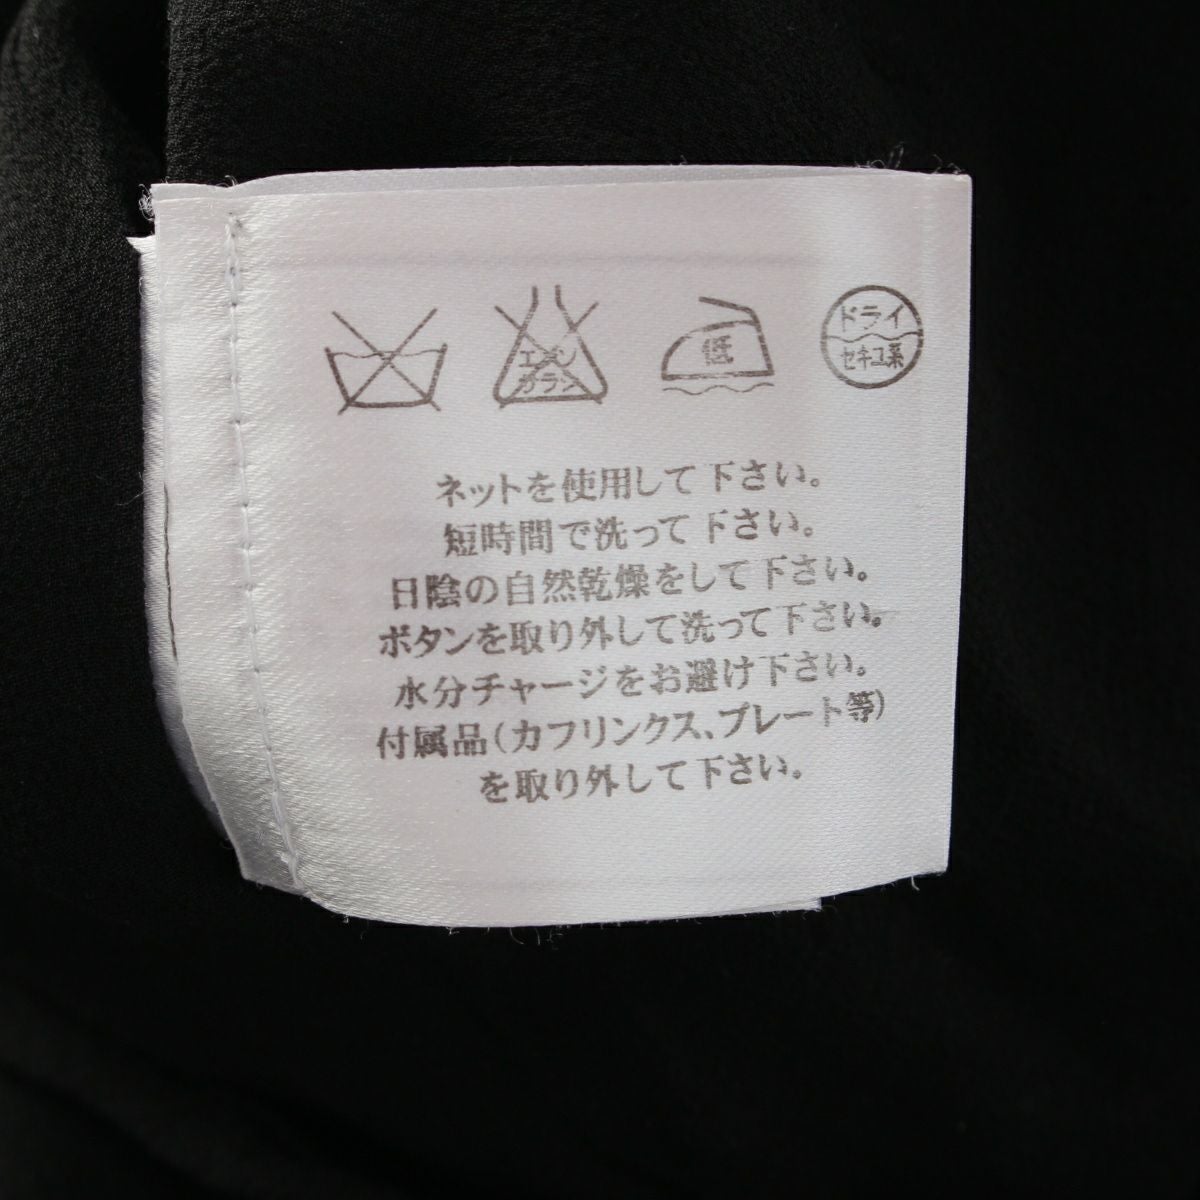 エンソ
サラシ
低
ドライ
セキユ系
ネットを使用して下さい。
短時間で洗って下さい。
日陰の自然乾燥をして下さい。
ボタンを取り外して洗って下さい。
水分チャージをお避け下さい。
付属品(カフリンクス、プレート等)
を取り外して下さい。